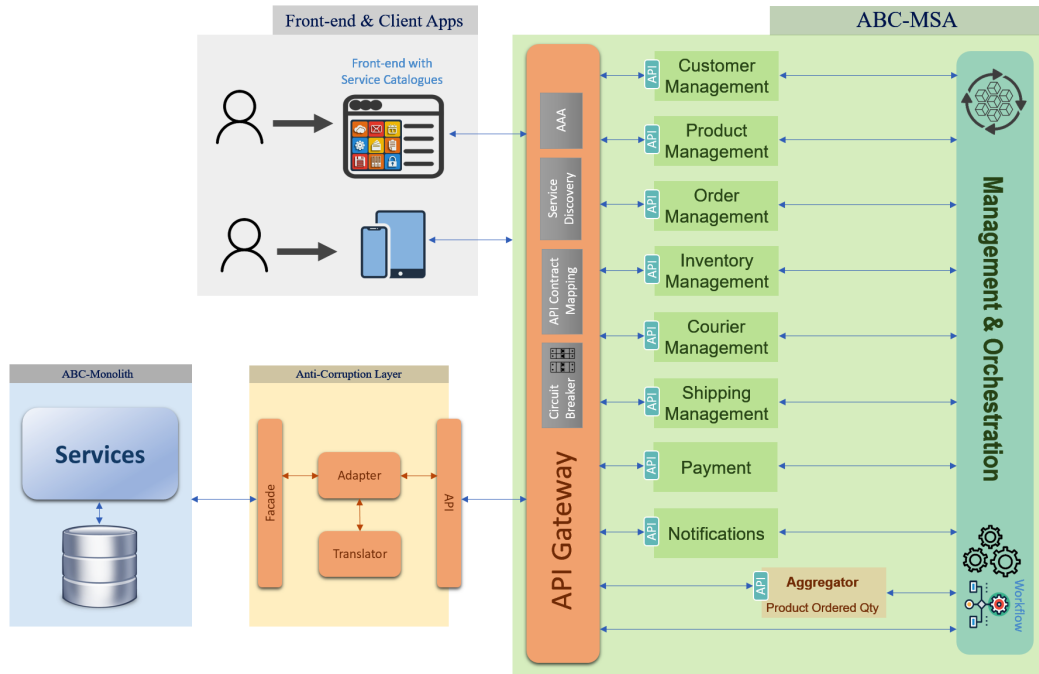 Front-end & Client Apps
ABC-MSA
Front-end with
Service Catalogues
AAA
Service
Discovery
API Contract
Mapping
Circuit
Breaker
API Gateway
API
Customer
Management
API
Product
Management
API
Order
Management
API
Inventory
Management
API
Courier
Management
API
Shipping
Management
API
Payment
API
Notifications
API
Aggregator
Product Ordered Qty
Management & Orchestration
Workflow
ABC-Monolith
Services
Anti-Corruption Layer
Facade
Adapter
Translator
API